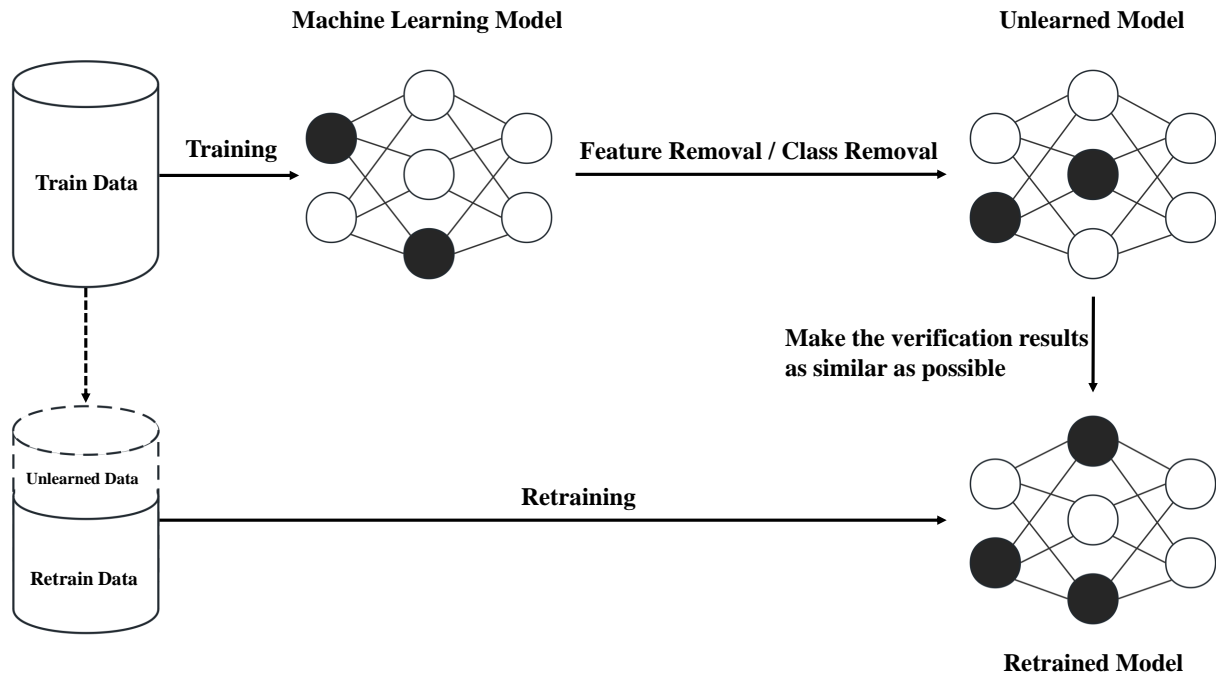 Machine Learning Model
Unlearned Model
Training
Feature Removal / Class Removal
Train Data
Make the verification results
as similar as possible
Unlearned Data
Retraining
Retrain Data
Retrained Model